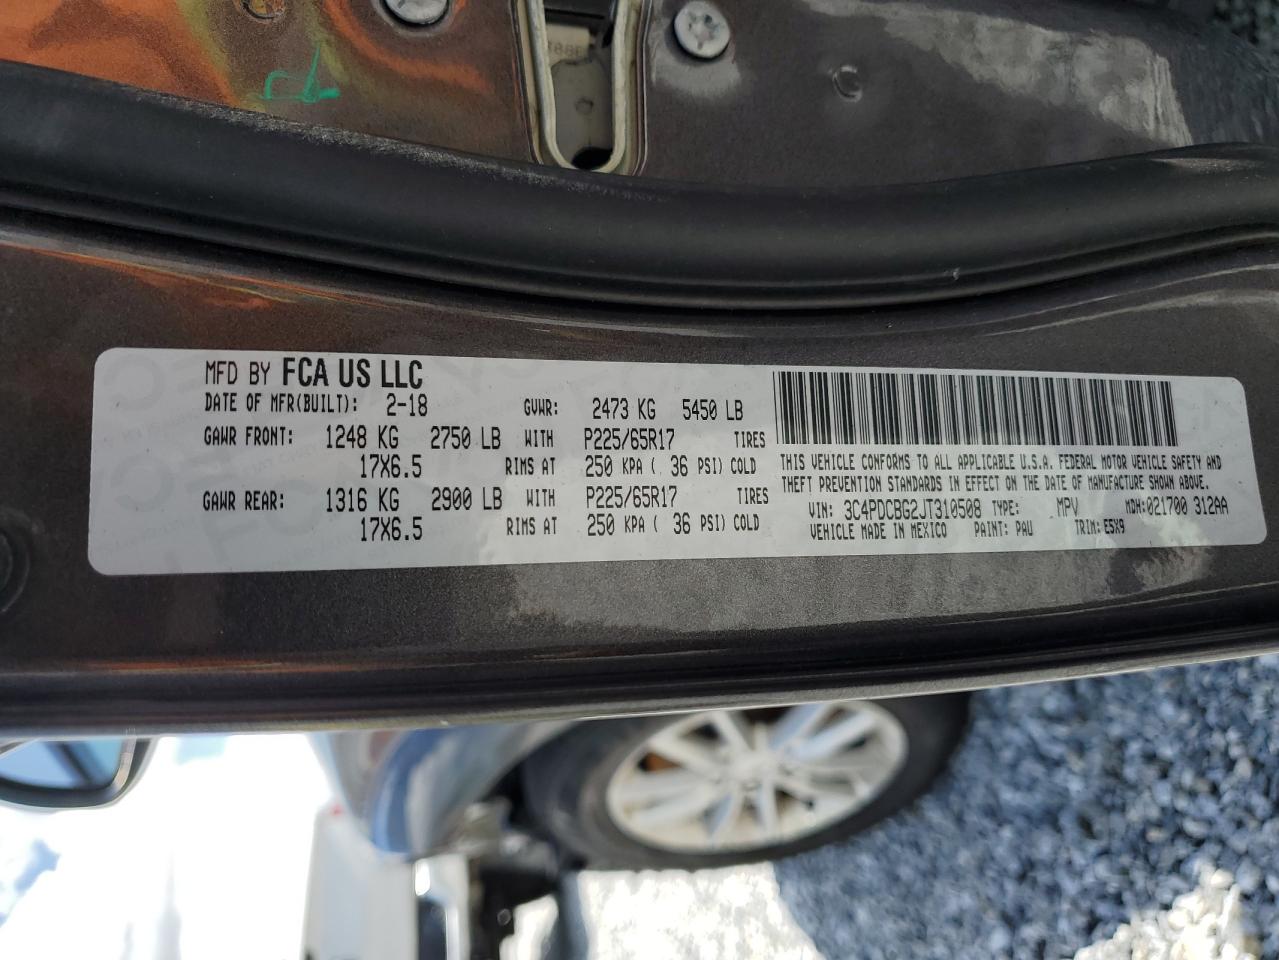 MFD BY FCA US LLC
DATE OF MFR(BUILT): 2-18 GVWR: 2473 KG 5450 LB
GAWR FRONT: 1248 KG 2750 LB WITH P225/65R17 TIRES
17X6.5 RIMS AT 250 KPA ( 36 PSI) COLD
GAWR REAR: 1316 KG 2900 LB WITH P225/65R17 TIRES
17X6.5 RIMS AT 250 KPA ( 36 PSI) COLD
THIS VEHICLE CONFORMS TO ALL APPLICABLE U.S.A. FEDERAL MOTOR VEHICLE SAFETY AND
THEFT PREVENTION STANDARDS IN EFFECT ON THE DATE OF MANUFACTURE SHOWN ABOVE.
VIN: 3C4PDCBG2JT310508 TYPE: MPV MDH:021700 312AA
VEHICLE MADE IN MEXICO PAINT: PAU TRIM: E5X9